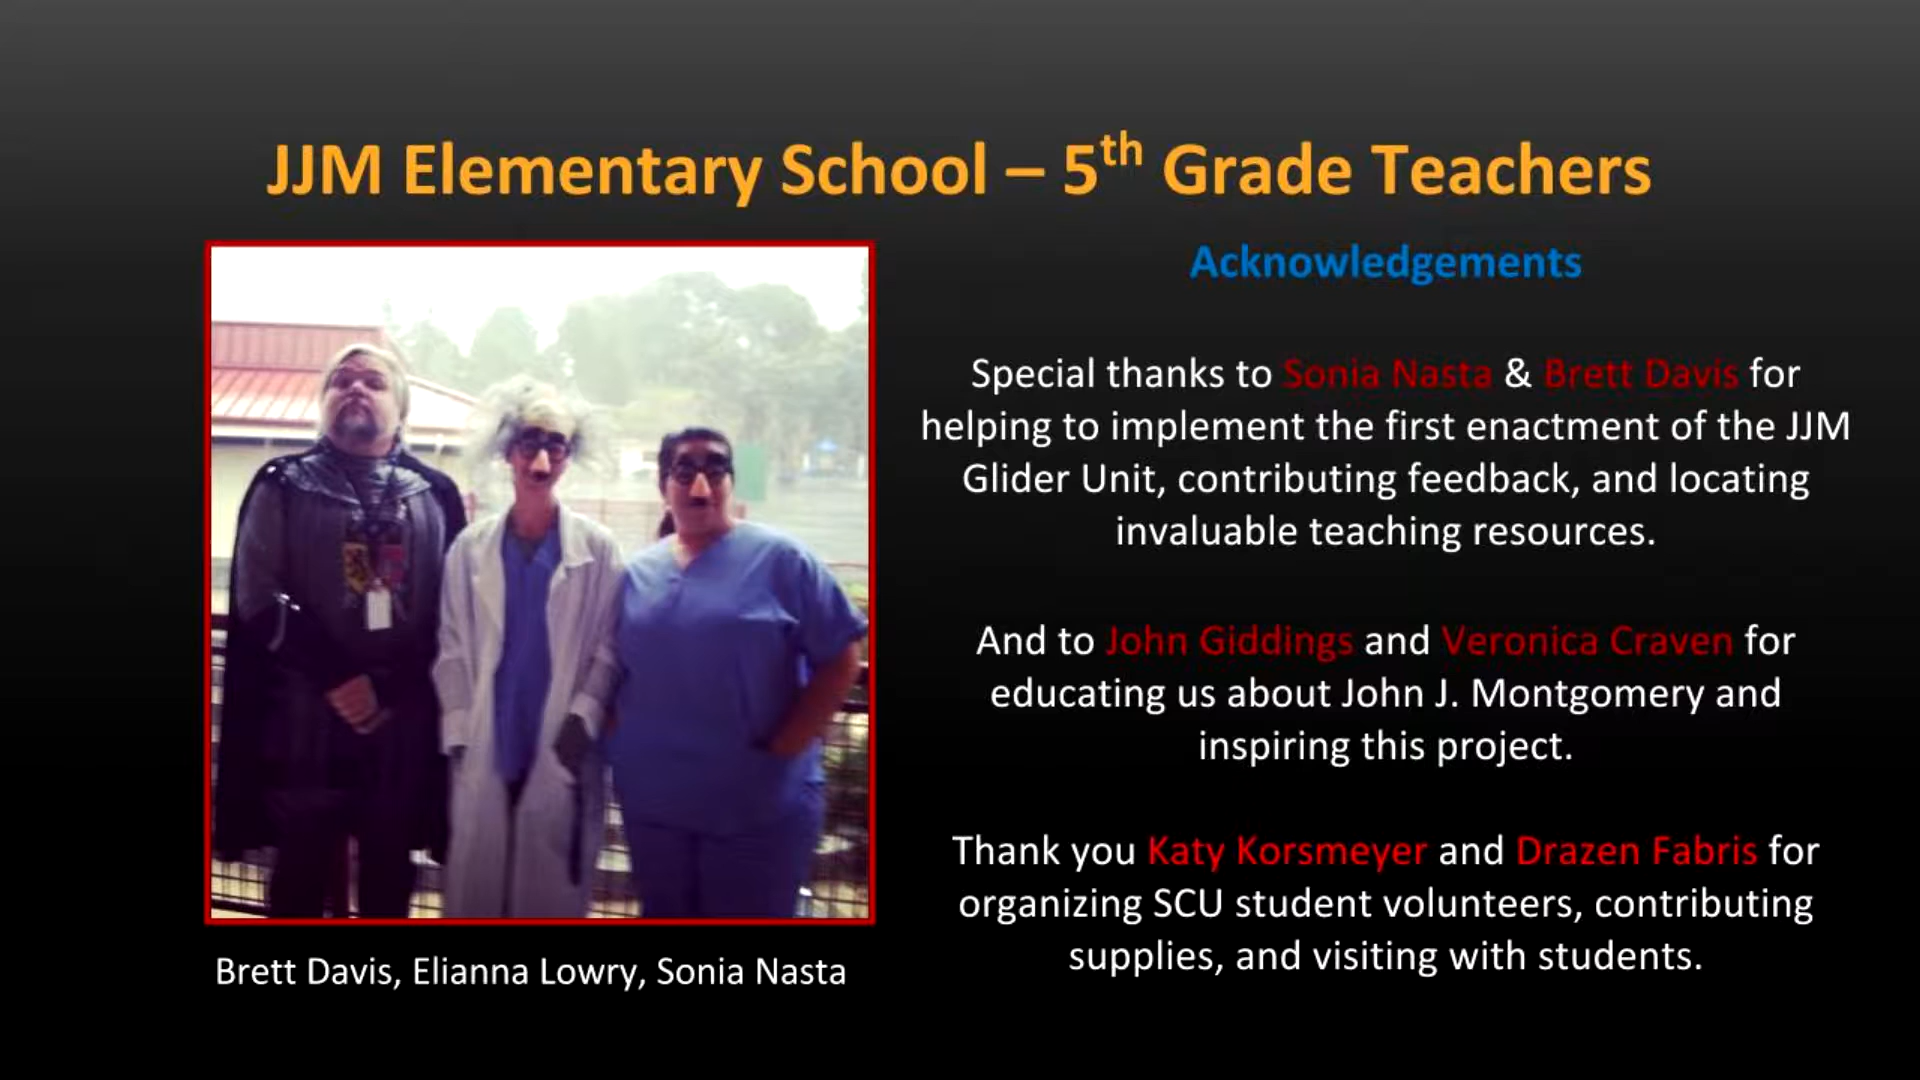 JJM Elementary School – 5th Grade Teachers
Acknowledgements
Special thanks to Sonia Nasta & Brett Davis for
helping to implement the first enactment of the JJM
Glider Unit, contributing feedback, and locating
invaluable teaching resources.
And to John Giddings and Veronica Craven for
educating us about John J. Montgomery and
inspiring this project.
Thank you Katy Korsmeyer and Drazen Fabris for
organizing SCU student volunteers, contributing
supplies, and visiting with students.
Brett Davis, Elianna Lowry, Sonia Nasta